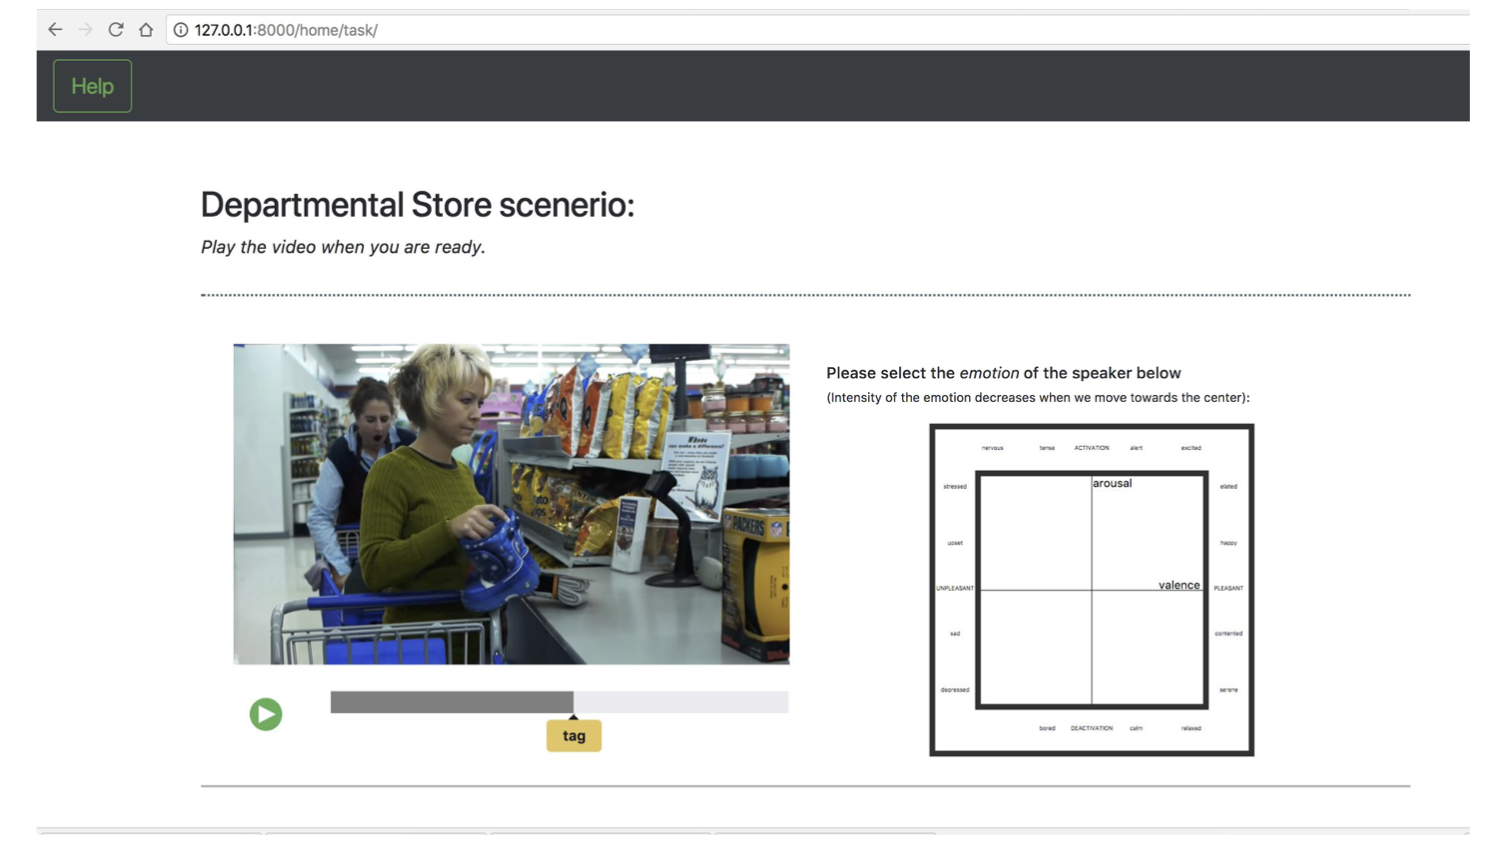 127.0.0.1:8000/home/task/
Help
Departmental Store scenerio:
Play the video when you are ready.
Please select the emotion of the speaker below
(Intensity of the emotion decreases when we move towards the center):
nervous tense ACTIVATION alert excited
stressed arousal elated
upset happy
UNPLEASANT valence PLEASANT
sad contented
depressed serene
bored DEACTIVATION calm relaxed
PACKERS
tag